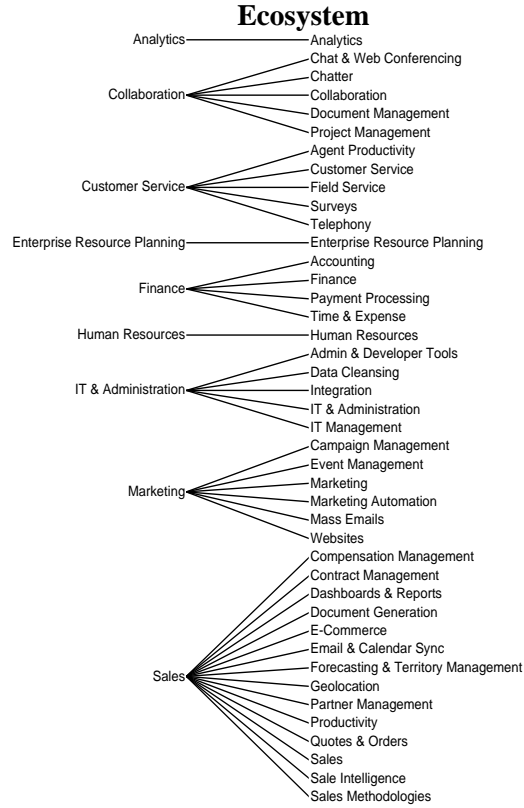 Ecosystem
Analytics
Analytics
Collaboration
Chat & Web Conferencing
Chatter
Collaboration
Document Management
Project Management
Customer Service
Agent Productivity
Customer Service
Field Service
Surveys
Telephony
Enterprise Resource Planning
Enterprise Resource Planning
Finance
Accounting
Finance
Payment Processing
Time & Expense
Human Resources
Human Resources
IT & Administration
Admin & Developer Tools
Data Cleansing
Integration
IT & Administration
IT Management
Marketing
Campaign Management
Event Management
Marketing
Marketing Automation
Mass Emails
Websites
Sales
Compensation Management
Contract Management
Dashboards & Reports
Document Generation
E-Commerce
Email & Calendar Sync
Forecasting & Territory Management
Geolocation
Partner Management
Productivity
Quotes & Orders
Sales
Sale Intelligence
Sales Methodologies